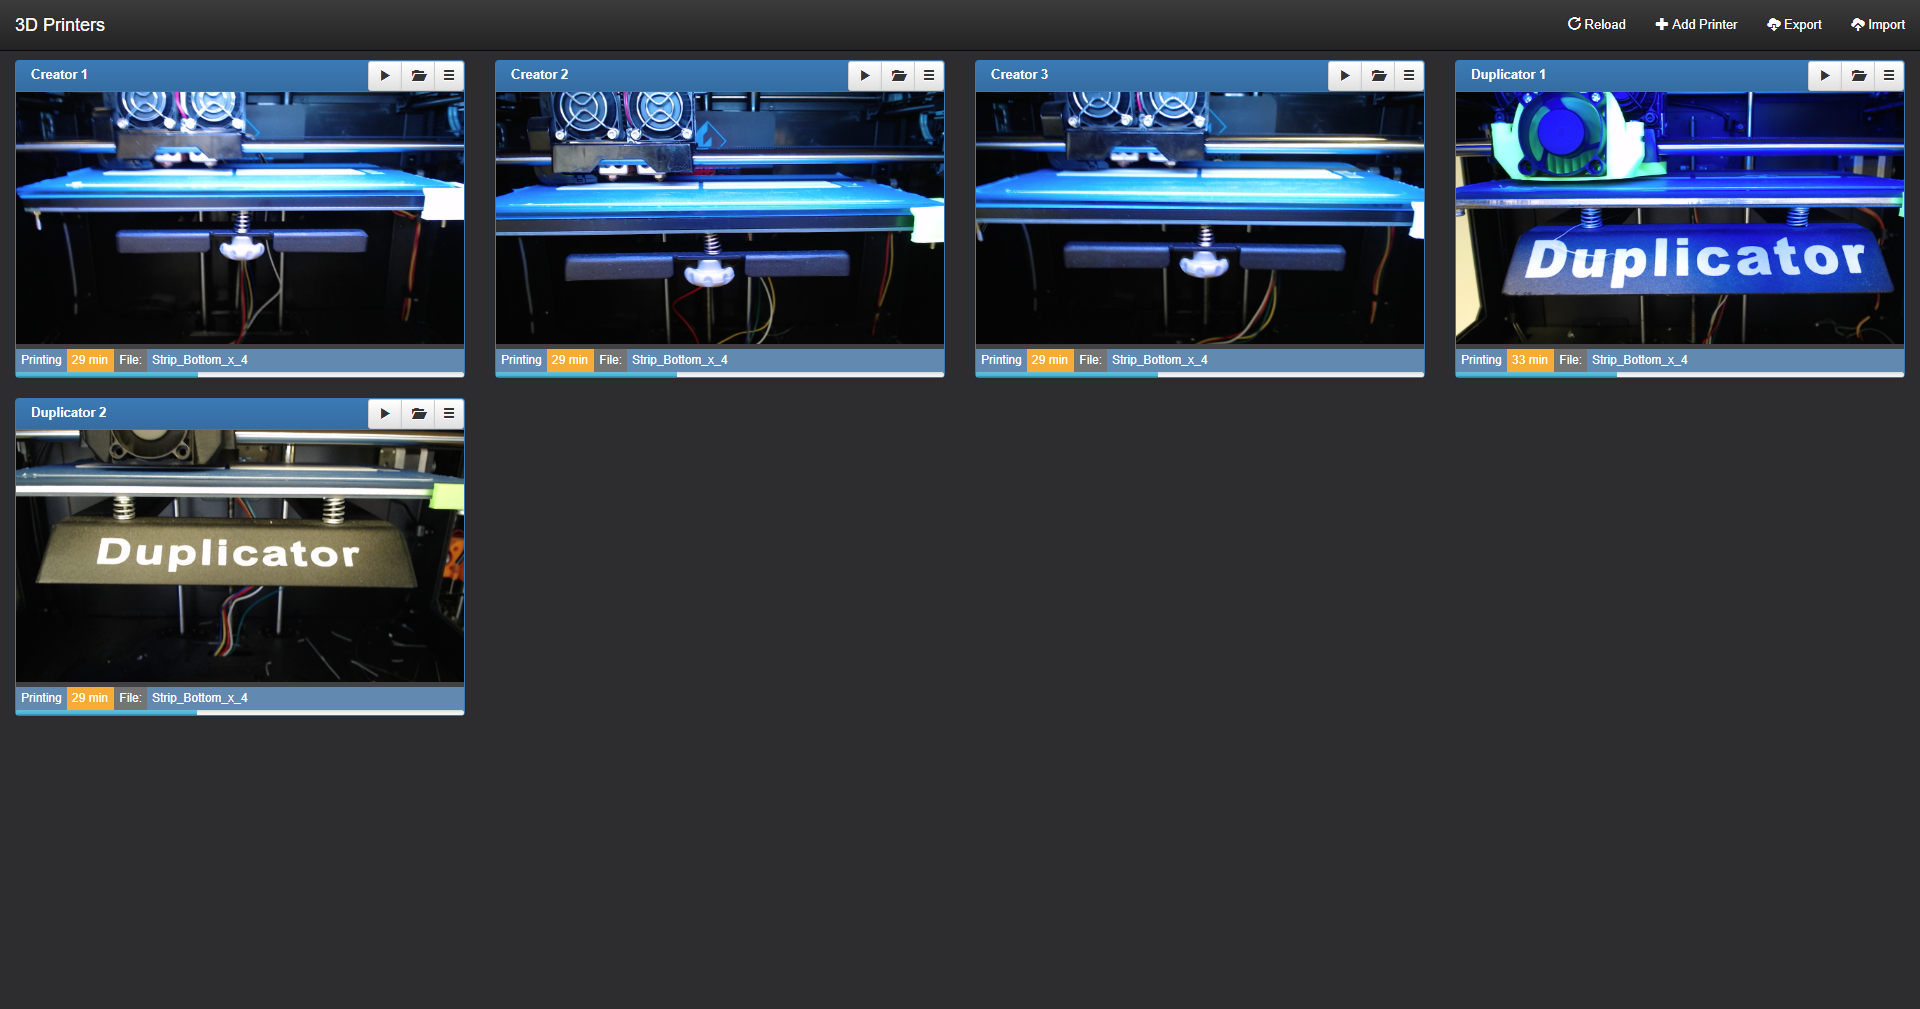 3D Printers
Reload Add Printer Export Import
Creator 1
Printing 29 min File: Strip_Bottom_x_4
Creator 2
Printing 29 min File: Strip_Bottom_x_4
Creator 3
Printing 29 min File: Strip_Bottom_x_4
Duplicator 1
Duplicator
Printing 33 min File: Strip_Bottom_x_4
Duplicator 2
Duplicator
Printing 29 min File: Strip_Bottom_x_4